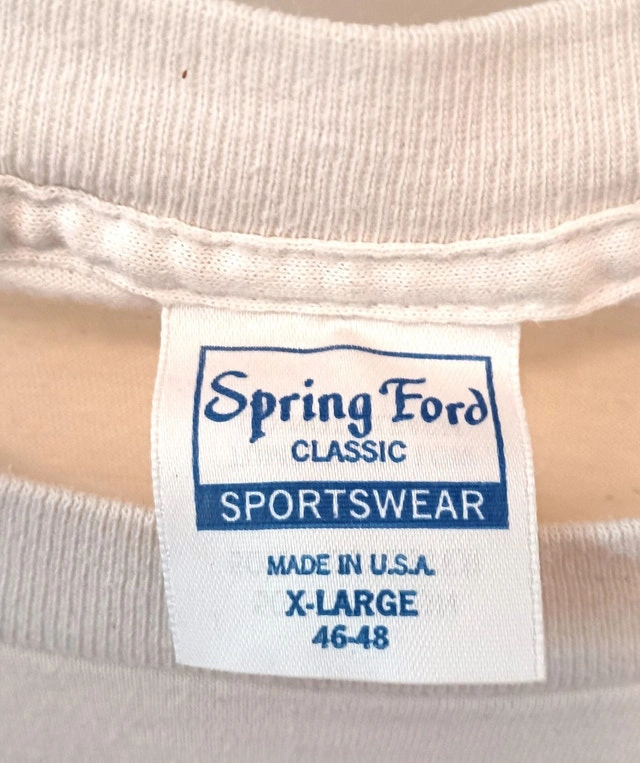 Spring Ford
CLASSIC
SPORTSWEAR
MADE IN U.S.A.
X-LARGE
46-48